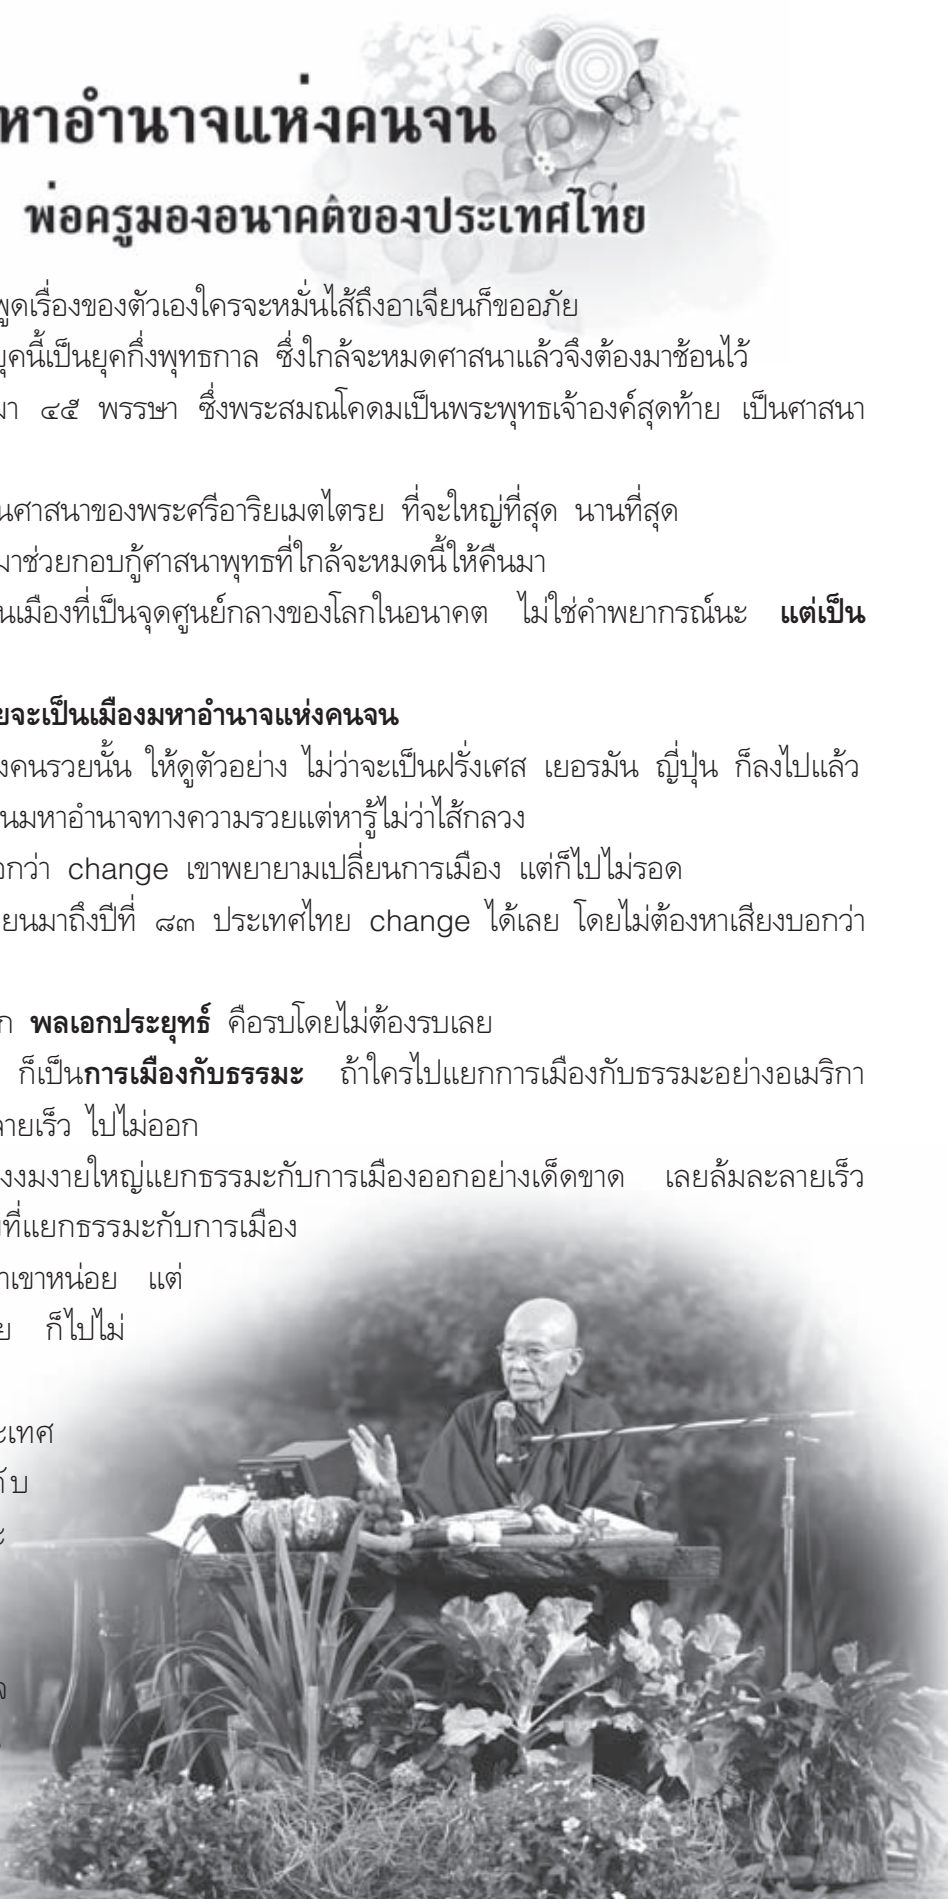 หาอำนาจแห่งคนจน
พ่อครูมองอนาคตของประเทศไทย
พูดเรื่องของตัวเองใครจะหมั่นไส้ถึงอาเจียนก็ขออภัย
ยุคนี้เป็นยุคกึ่งพุทธกาล ซึ่งใกล้จะหมดศาสนาแล้วจึงต้องมาช้อนไว้
มา ๔๕ พรรษา ซึ่งพระสมณโคดมเป็นพระพุทธเจ้าองค์สุดท้าย เป็นศาสนา
นศาสนาของพระศรีอาริยเมตไตรย ที่จะใหญ่ที่สุด นานที่สุด
มาช่วยกอบกู้ศาสนาพุทธที่ใกล้จะหมดนี้ให้คืนมา
นเมืองที่เป็นจุดศูนย์กลางของโลกในอนาคต ไม่ใช่คำพยากรณ์นะ แต่เป็น
ยจะเป็นเมืองมหาอำนาจแห่งคนจน
งคนรวยนั้น ให้ดูตัวอย่าง ไม่ว่าจะเป็นฝรั่งเศส เยอรมัน ญี่ปุ่น ก็ลงไปแล้ว
นมหาอำนาจทางความรวยแต่หารู้ไม่ว่าไส้กลวง
อกว่า change เขาพยายามเปลี่ยนการเมือง แต่ก็ไปไม่รอด
ยนมาถึงปีที่ ๘๓ ประเทศไทย change ได้เลย โดยไม่ต้องหาเสียงบอกว่า
ก พลเอกประยุทธ์ คือรบโดยไม่ต้องรบเลย
ก็เป็นการเมืองกับธรรมะ ถ้าใครไปแยกการเมืองกับธรรมะอย่างอเมริกา
ลายเร็ว ไปไม่ออก
งงมงายใหญ่แยกธรรมะกับการเมืองออกอย่างเด็ดขาด เลยล้มละลายเร็ว
ที่แยกธรรมะกับการเมือง
าเขาหน่อย แต่
ย ก็ไปไม่
ะเทศ
กับ
ะ
จ